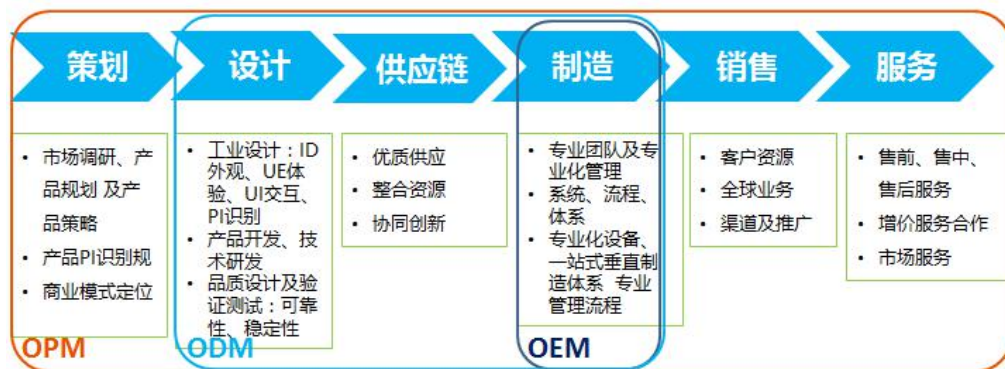 策划
设计
供应链
制造
销售
服务
• 市场调研、产
品规划 及产
品策略
• 产品PI识别规
• 商业模式定位
• 工业设计：ID
外观、UE体
验、UI交互、
PI识别
• 产品开发、技
术研发
• 品质设计及验
证测试：可靠
性、稳定性
• 优质供应
• 整合资源
• 协同创新
• 专业团队及专
业化管理
• 系统、流程、
体系
• 专业化设备、
一站式垂直制
造体系 专业
管理流程
• 客户资源
• 全球业务
• 渠道及推广
• 售前、售中、
售后服务
• 增价服务合作
• 市场服务
OPM
ODM
OEM